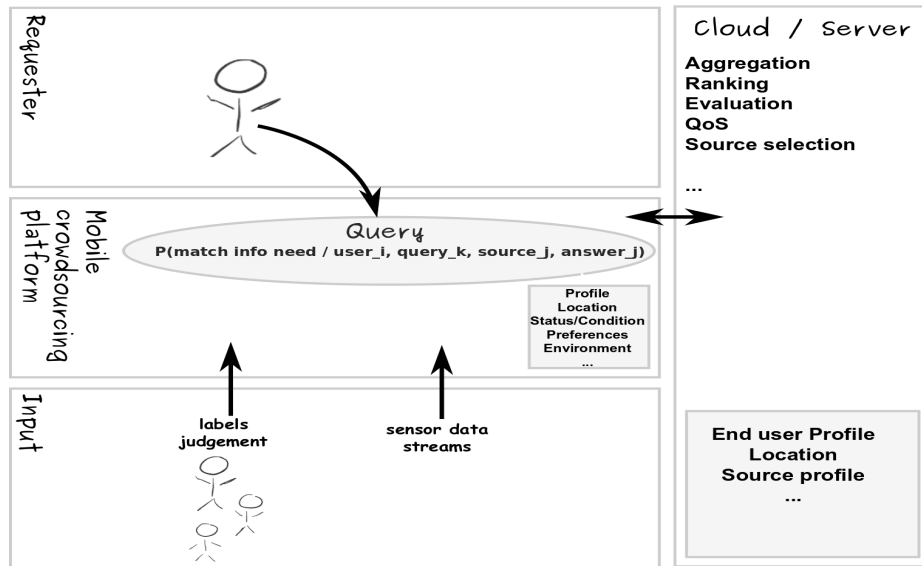 Requester
Cloud / Server
Aggregation
Ranking
Evaluation
QoS
Source selection
...
Mobile
crowdsourcing
platform
Query
P(match info need / user_i, query_k, source_j, answer_j)
Profile
Location
Status/Condition
Preferences
Environment
...
Input
labels
judgement
sensor data
streams
End user Profile
Location
Source profile
...